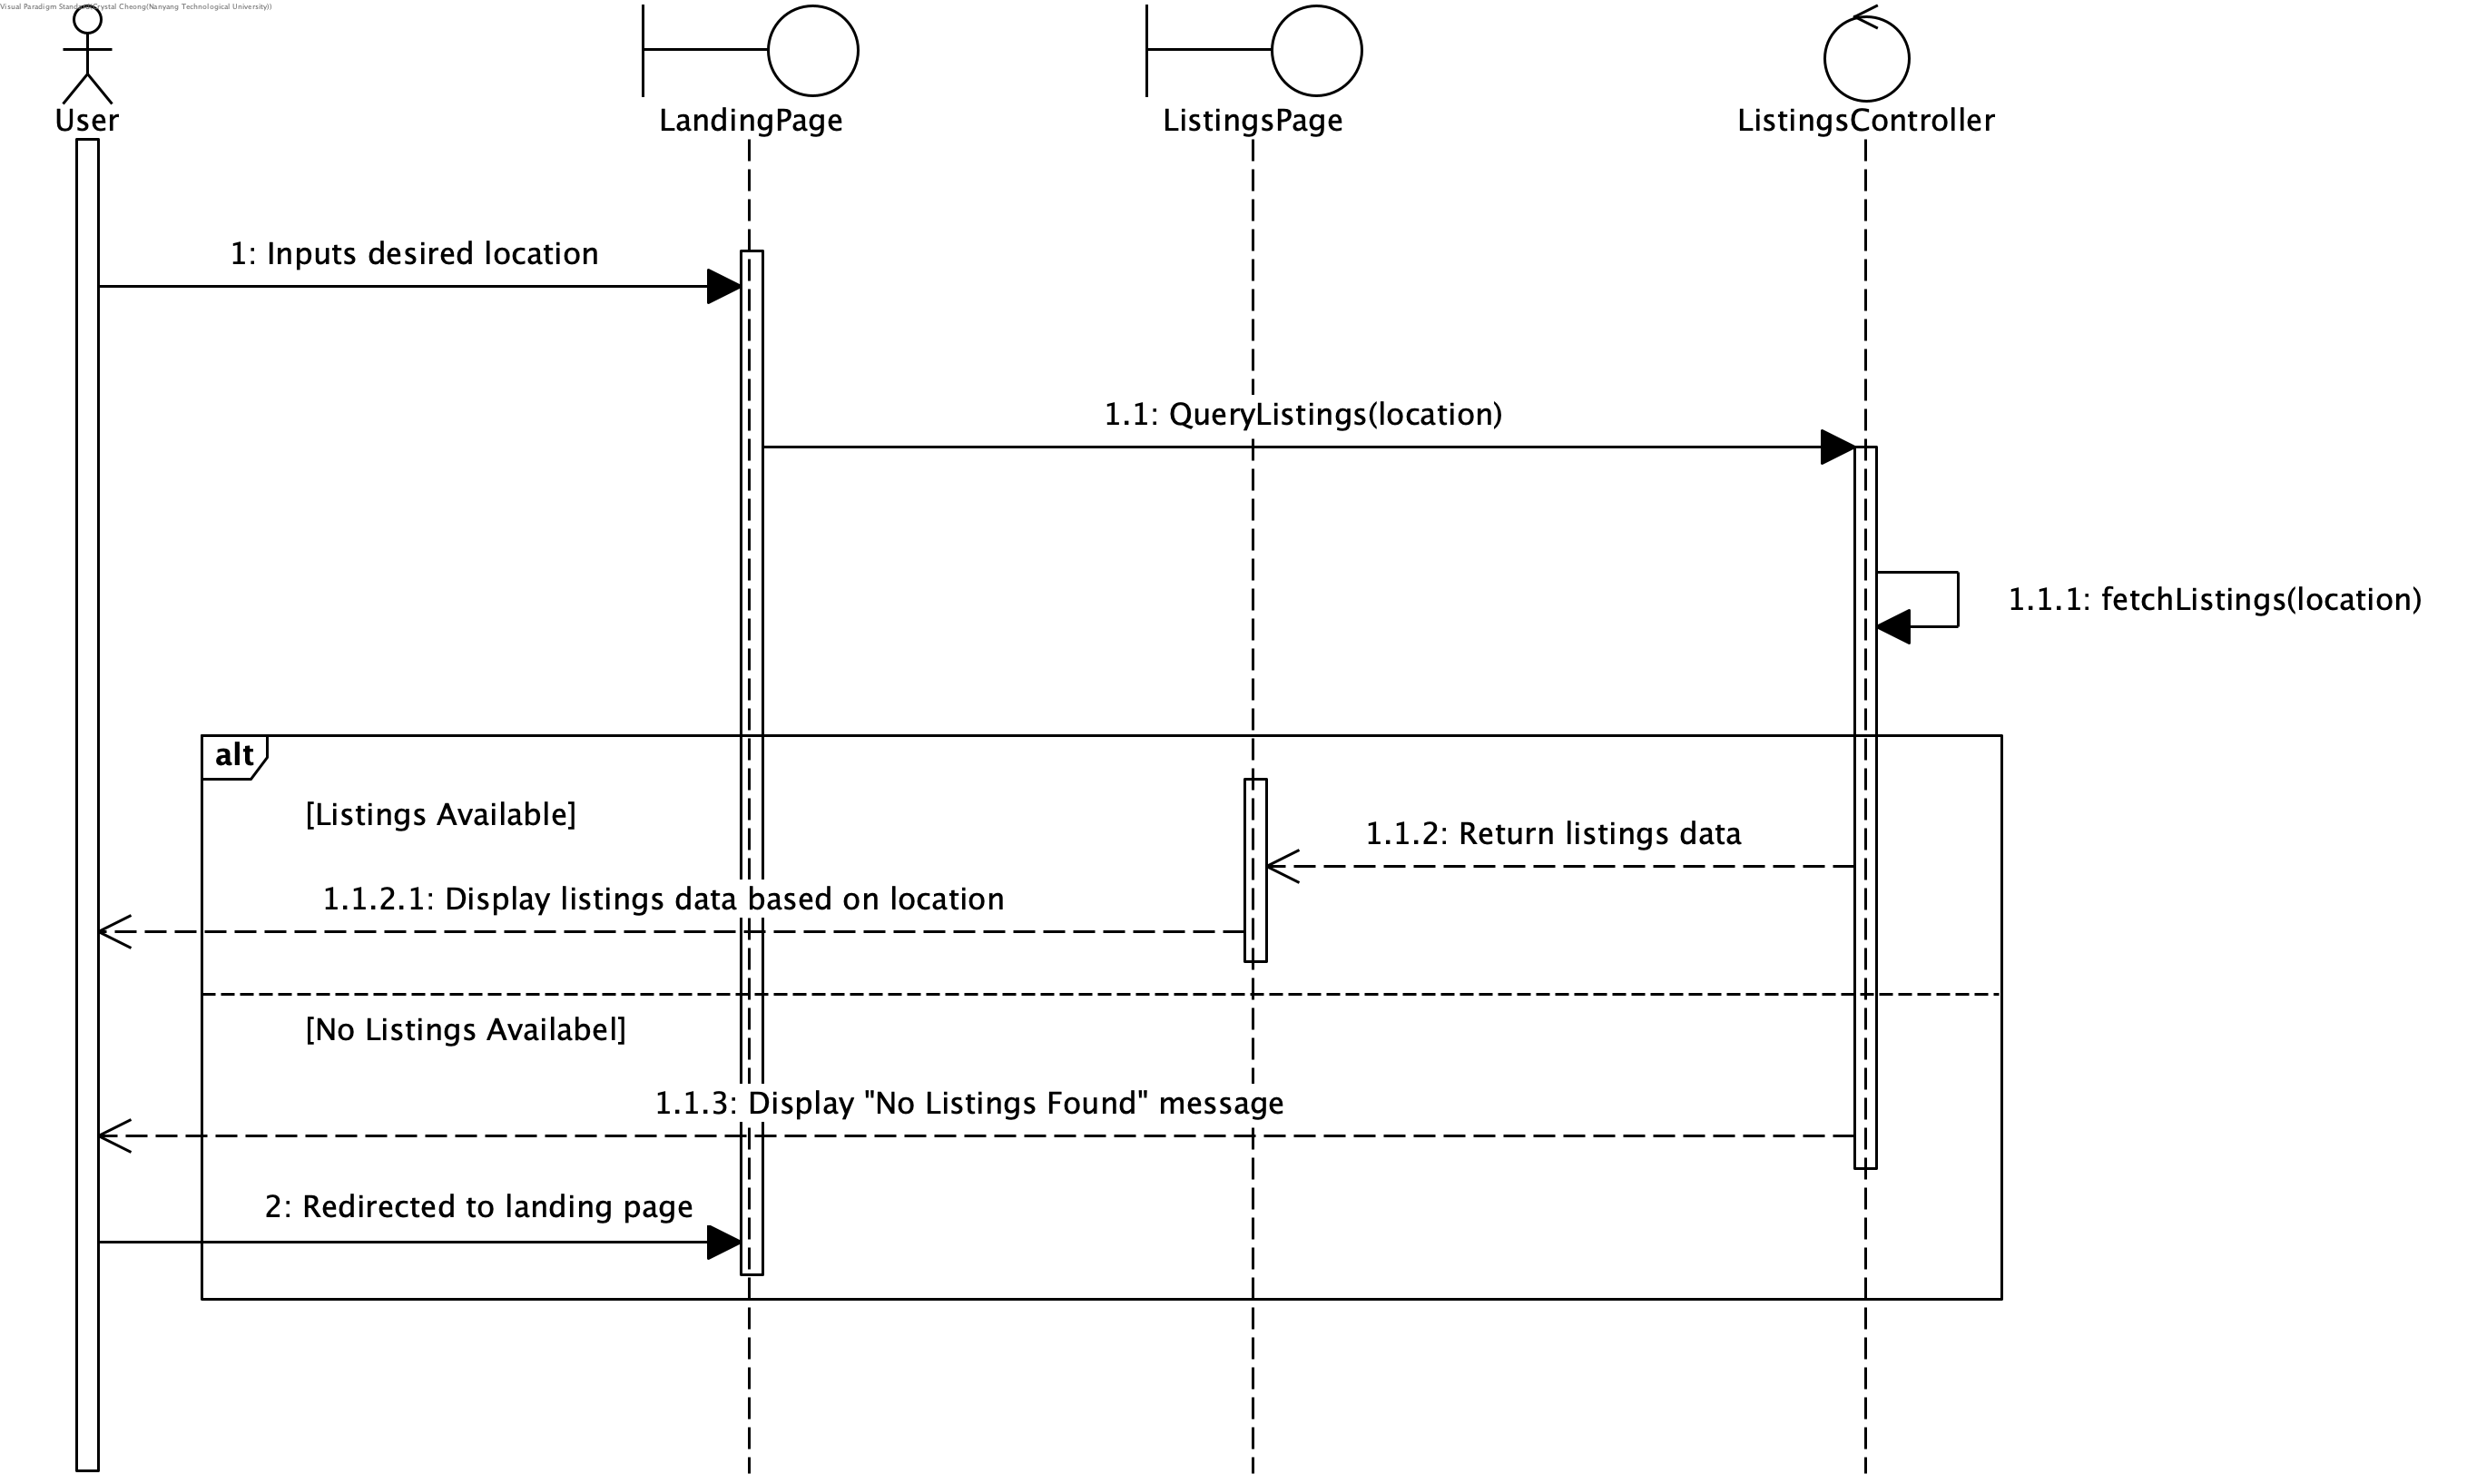 Visual Paradigm Standard(Crystal Cheong(Nanyang Technological University))
User
LandingPage
ListingsPage
ListingsController
1: Inputs desired location
1.1: QueryListings(location)
1.1.1: fetchListings(location)
alt
[Listings Available]
1.1.2: Return listings data
1.1.2.1: Display listings data based on location
[No Listings Availabel]
1.1.3: Display "No Listings Found" message
2: Redirected to landing page